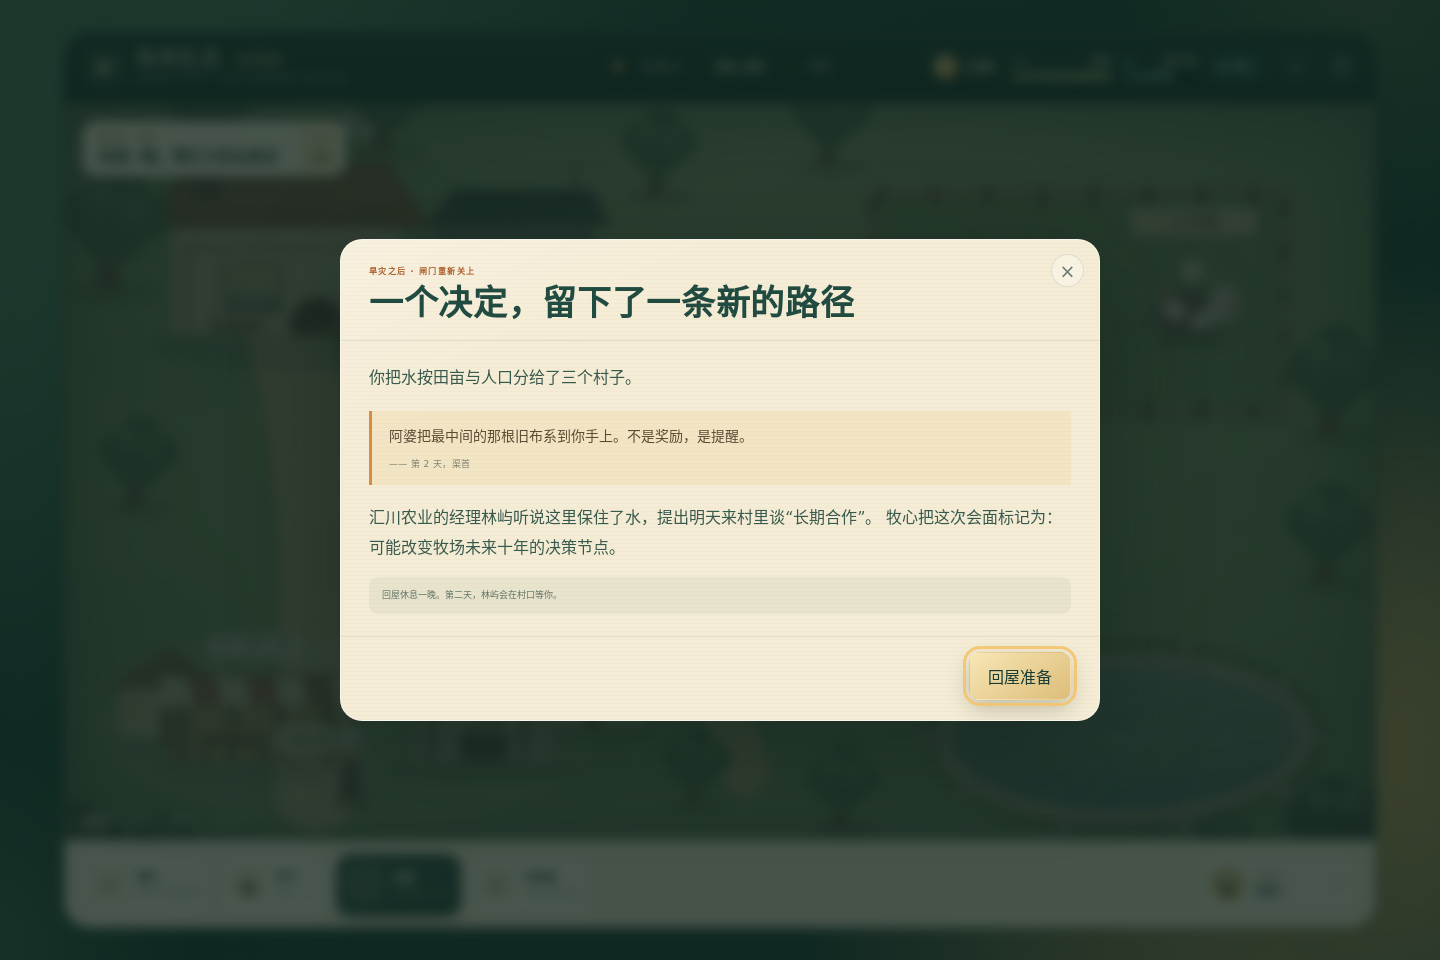 旱灾之后 · 闸门重新关上
一个决定，留下了一条新的路径
你把水按田亩与人口分给了三个村子。
阿婆把最中间的那根旧布系到你手上。不是奖励，是提醒。
—— 第 2 天，渠首
汇川农业的经理林屿听说这里保住了水，提出明天来村里谈“长期合作”。 牧心把这次会面标记为：
可能改变牧场未来十年的决策节点。
回屋休息一晚。第二天，林屿会在村口等你。
回屋准备